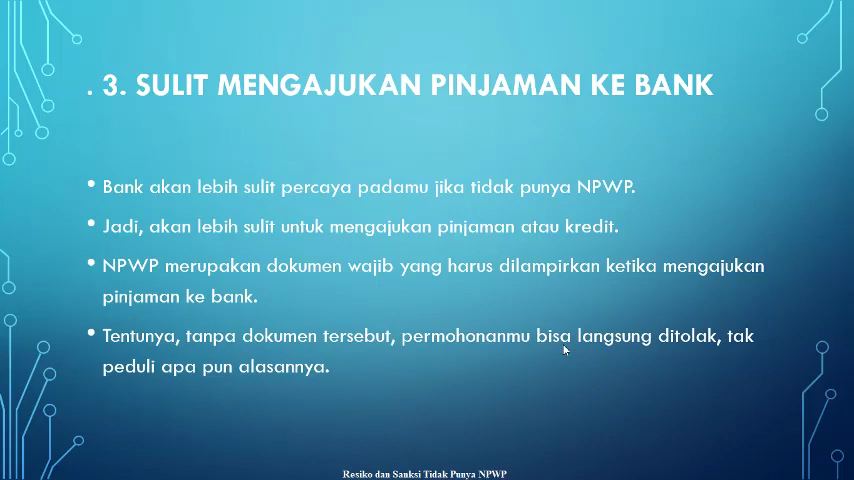 . 3. SULIT MENGAJUKAN PINJAMAN KE BANK
• Bank akan lebih sulit percaya padamu jika tidak punya NPWP.
• Jadi, akan lebih sulit untuk mengajukan pinjaman atau kredit.
• NPWP merupakan dokumen wajib yang harus dilampirkan ketika mengajukan
pinjaman ke bank.
• Tentunya, tanpa dokumen tersebut, permohonanmu bisa langsung ditolak, tak
peduli apa pun alasannya.
Resiko dan Sanksi Tidak Punya NPWP